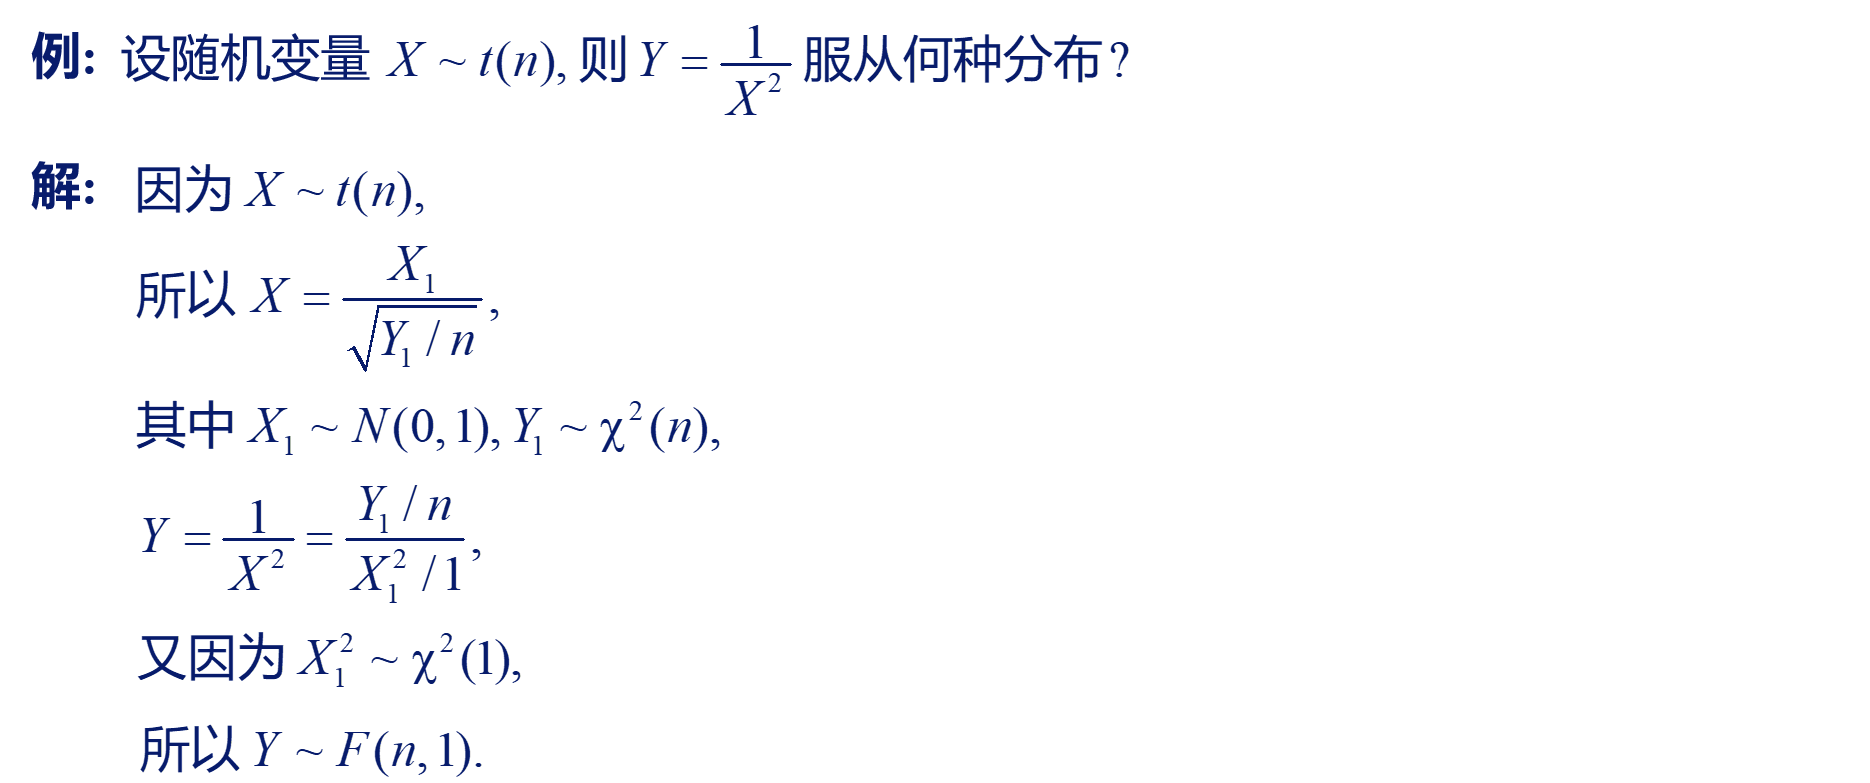 例: 设随机变量 X ~ t(n), 则 Y = 1/X² 服从何种分布?
解: 因为 X ~ t(n),
所以 X = X₁/√(Y₁ / n),
其中 X₁ ~ N(0,1), Y₁ ~ χ²(n),
Y = 1/X² = (Y₁ / n)/(X₁² / 1),
又因为 X₁² ~ χ²(1),
所以 Y ~ F(n,1).